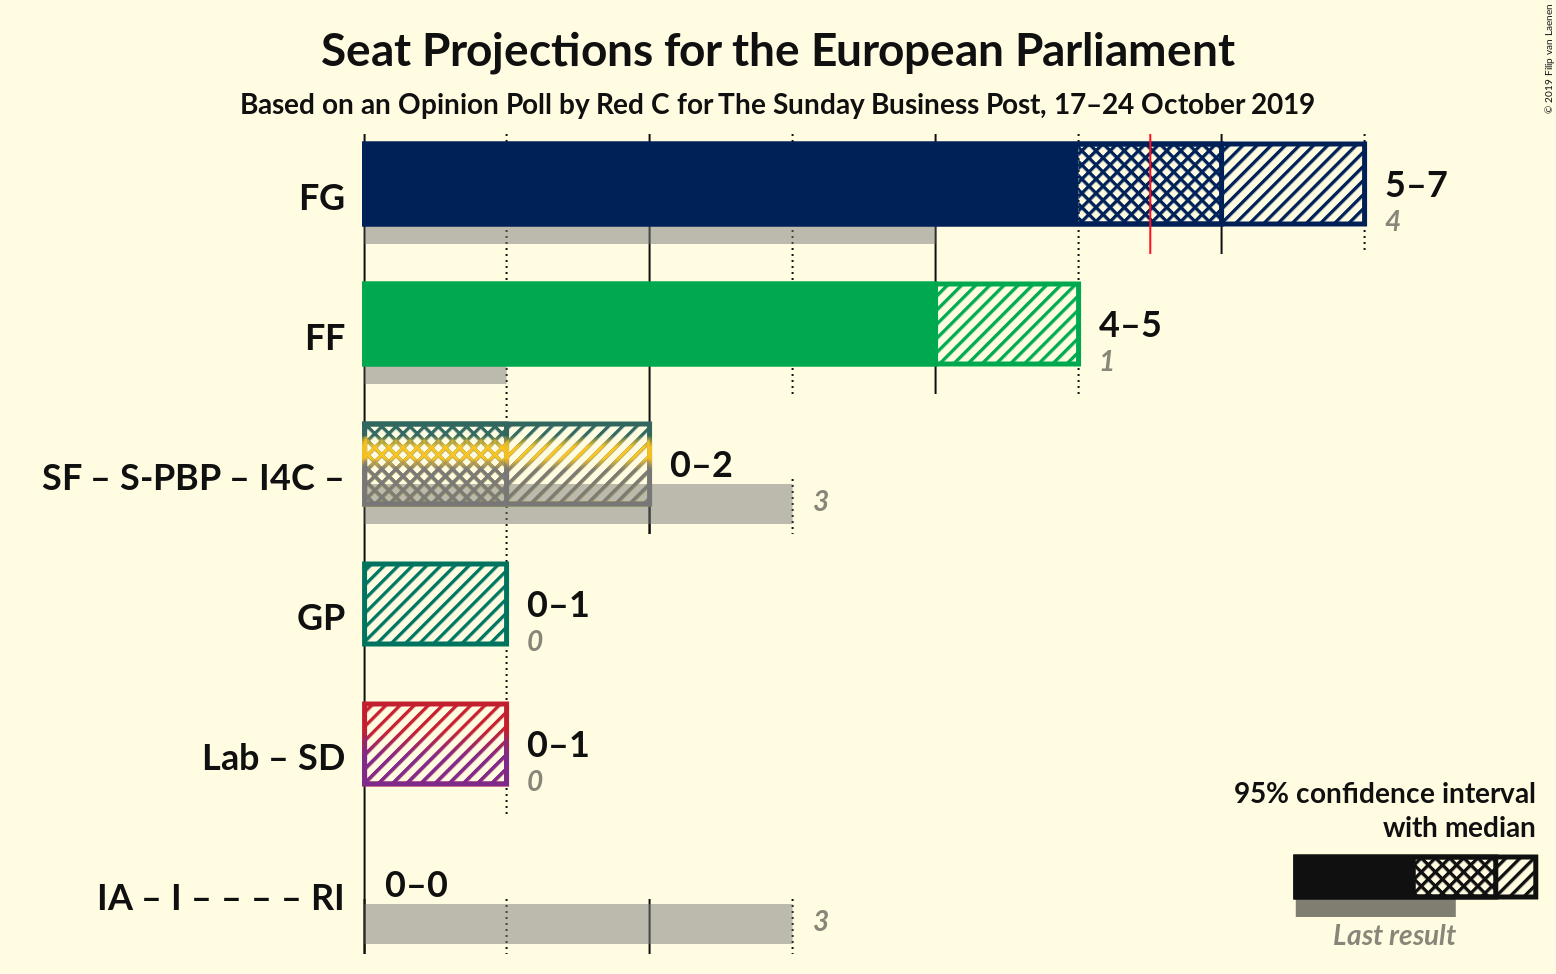 Seat Projections for the European Parliament
Based on an Opinion Poll by Red C for The Sunday Business Post, 17–24 October 2019
© 2019 Filip van Laenen
FG
5–7
4
FF
4–5
1
SF – S-PBP – I4C –
0–2
3
GP
0–1
0
Lab – SD
0–1
0
IA – I – – – – RI
0–0
3
95% confidence interval
with median
Last result